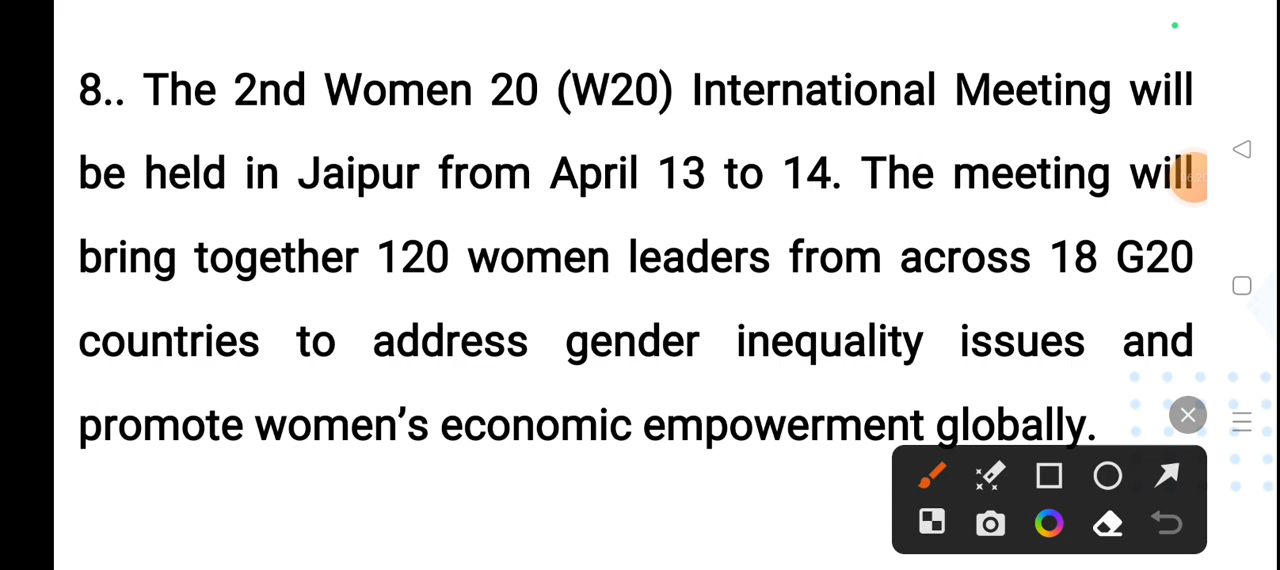 8.. The 2nd Women 20 (W20) International Meeting will
be held in Jaipur from April 13 to 14. The meeting will
bring together 120 women leaders from across 18 G20
countries to address gender inequality issues and
promote women’s economic empowerment globally.